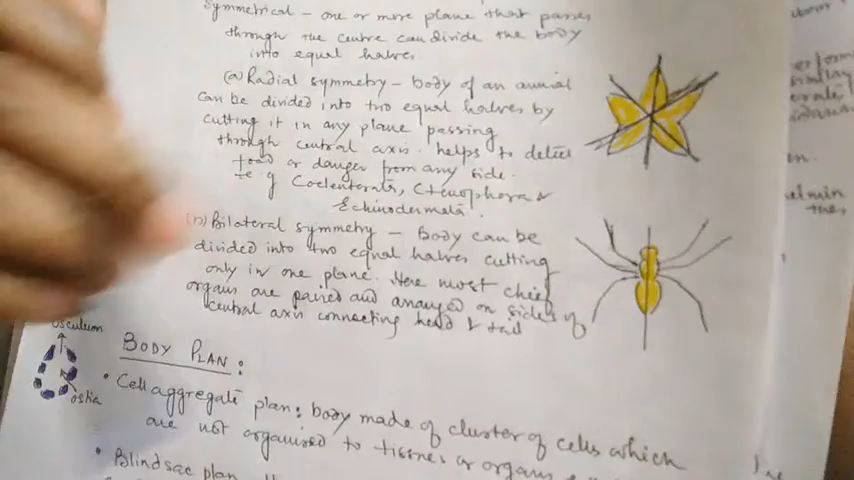 Symmetrical - one or more plane that passes
through the centre can divide the body
into equal halves.
(a) Radial symmetry - body of an animal
can be divided into two equal halves by
cutting it in any plane passing
through central axis. helps to detect
food or danger from any side.
e.g Coelenterata, Ctenophora &
Echinodermata.
(b) Bilateral symmetry - Body can be
divided into two equal halves cutting
only in one plane. Here most chief
organs are paired and arranged on sides of
central axis connecting head & tail
osculum
ostia
BODY PLAN:
• Cell aggregate plan: body made of cluster of cells which
are not organised to tissues or organs
• Blind sac plan